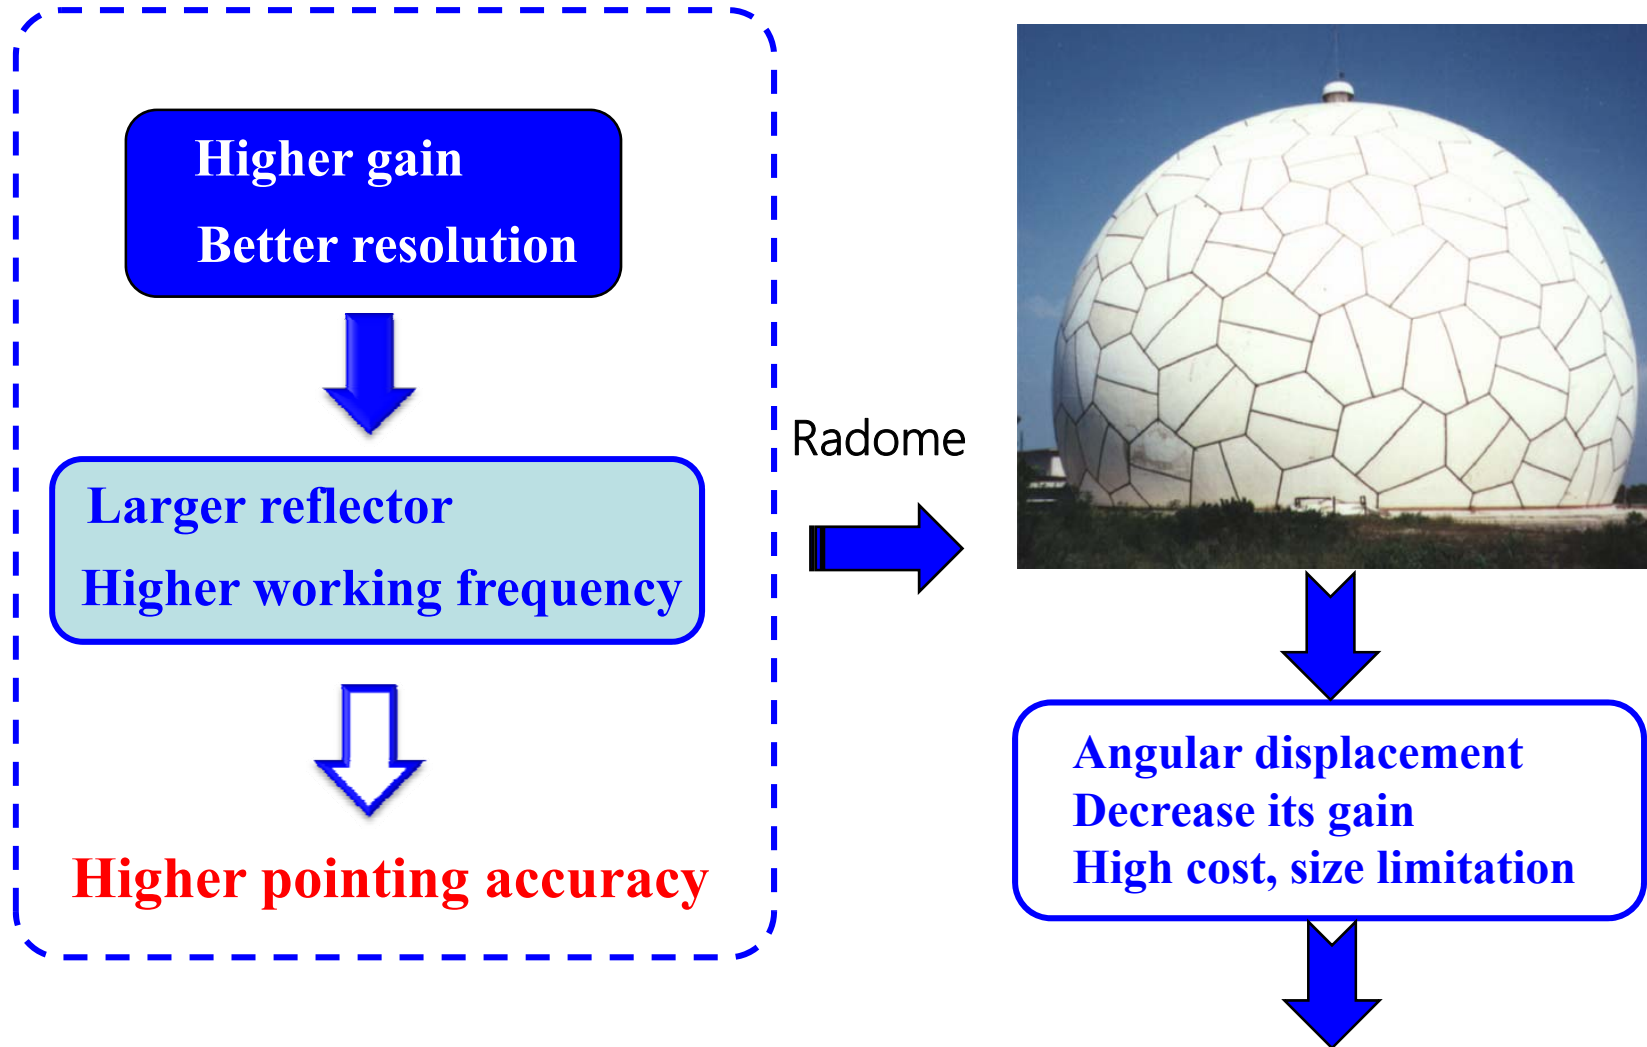 Higher gain
Better resolution
Larger reflector
Higher working frequency
Higher pointing accuracy
Radome
Angular displacement
Decrease its gain
High cost, size limitation